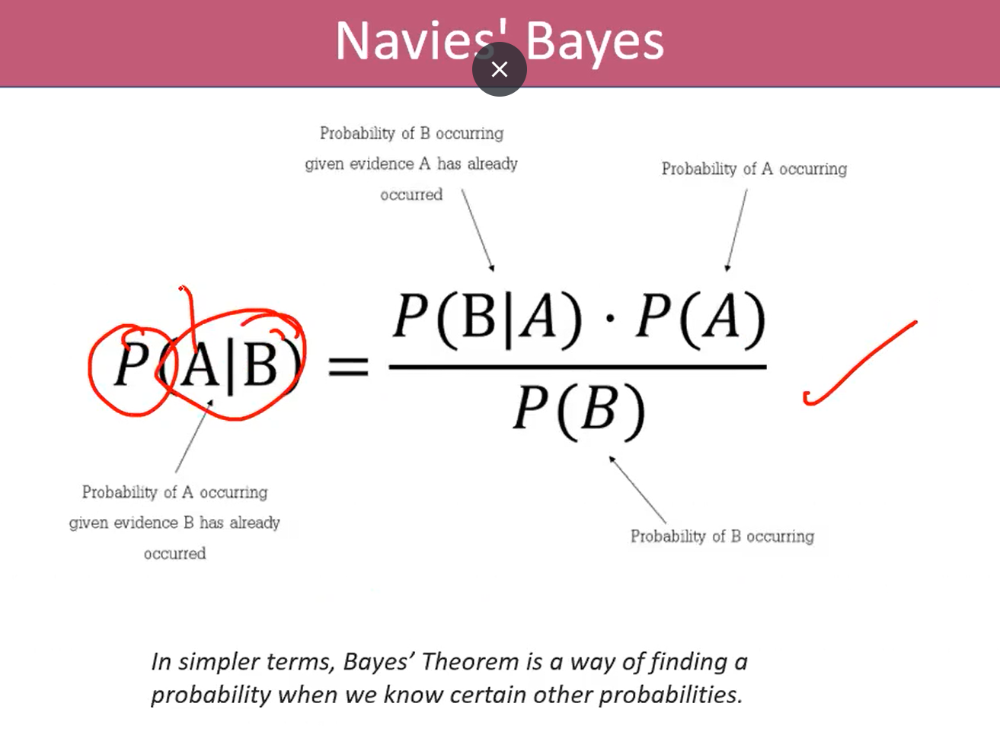 Navies' Bayes
Probability of B occurring
given evidence A has already
occurred
Probability of A occurring
P(A|B) = P(B|A) · P(A)
P(B)
Probability of A occurring
given evidence B has already
occurred
Probability of B occurring
In simpler terms, Bayes’ Theorem is a way of finding a
probability when we know certain other probabilities.